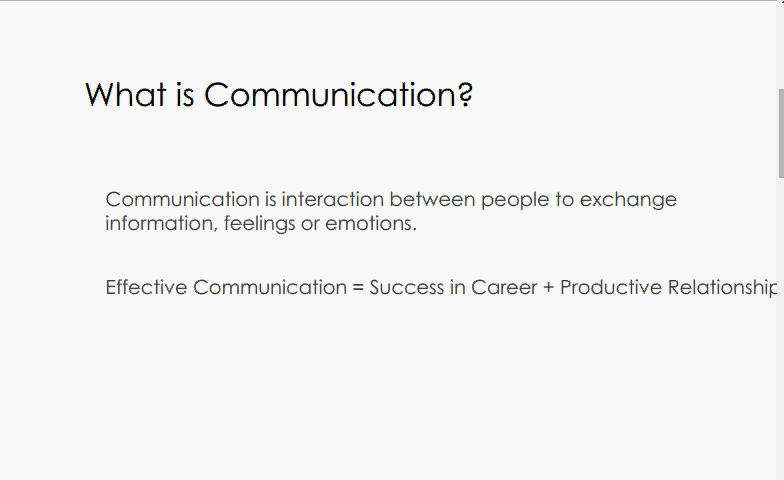 What is Communication?
Communication is interaction between people to exchange
information, feelings or emotions.
Effective Communication = Success in Career + Productive Relationship